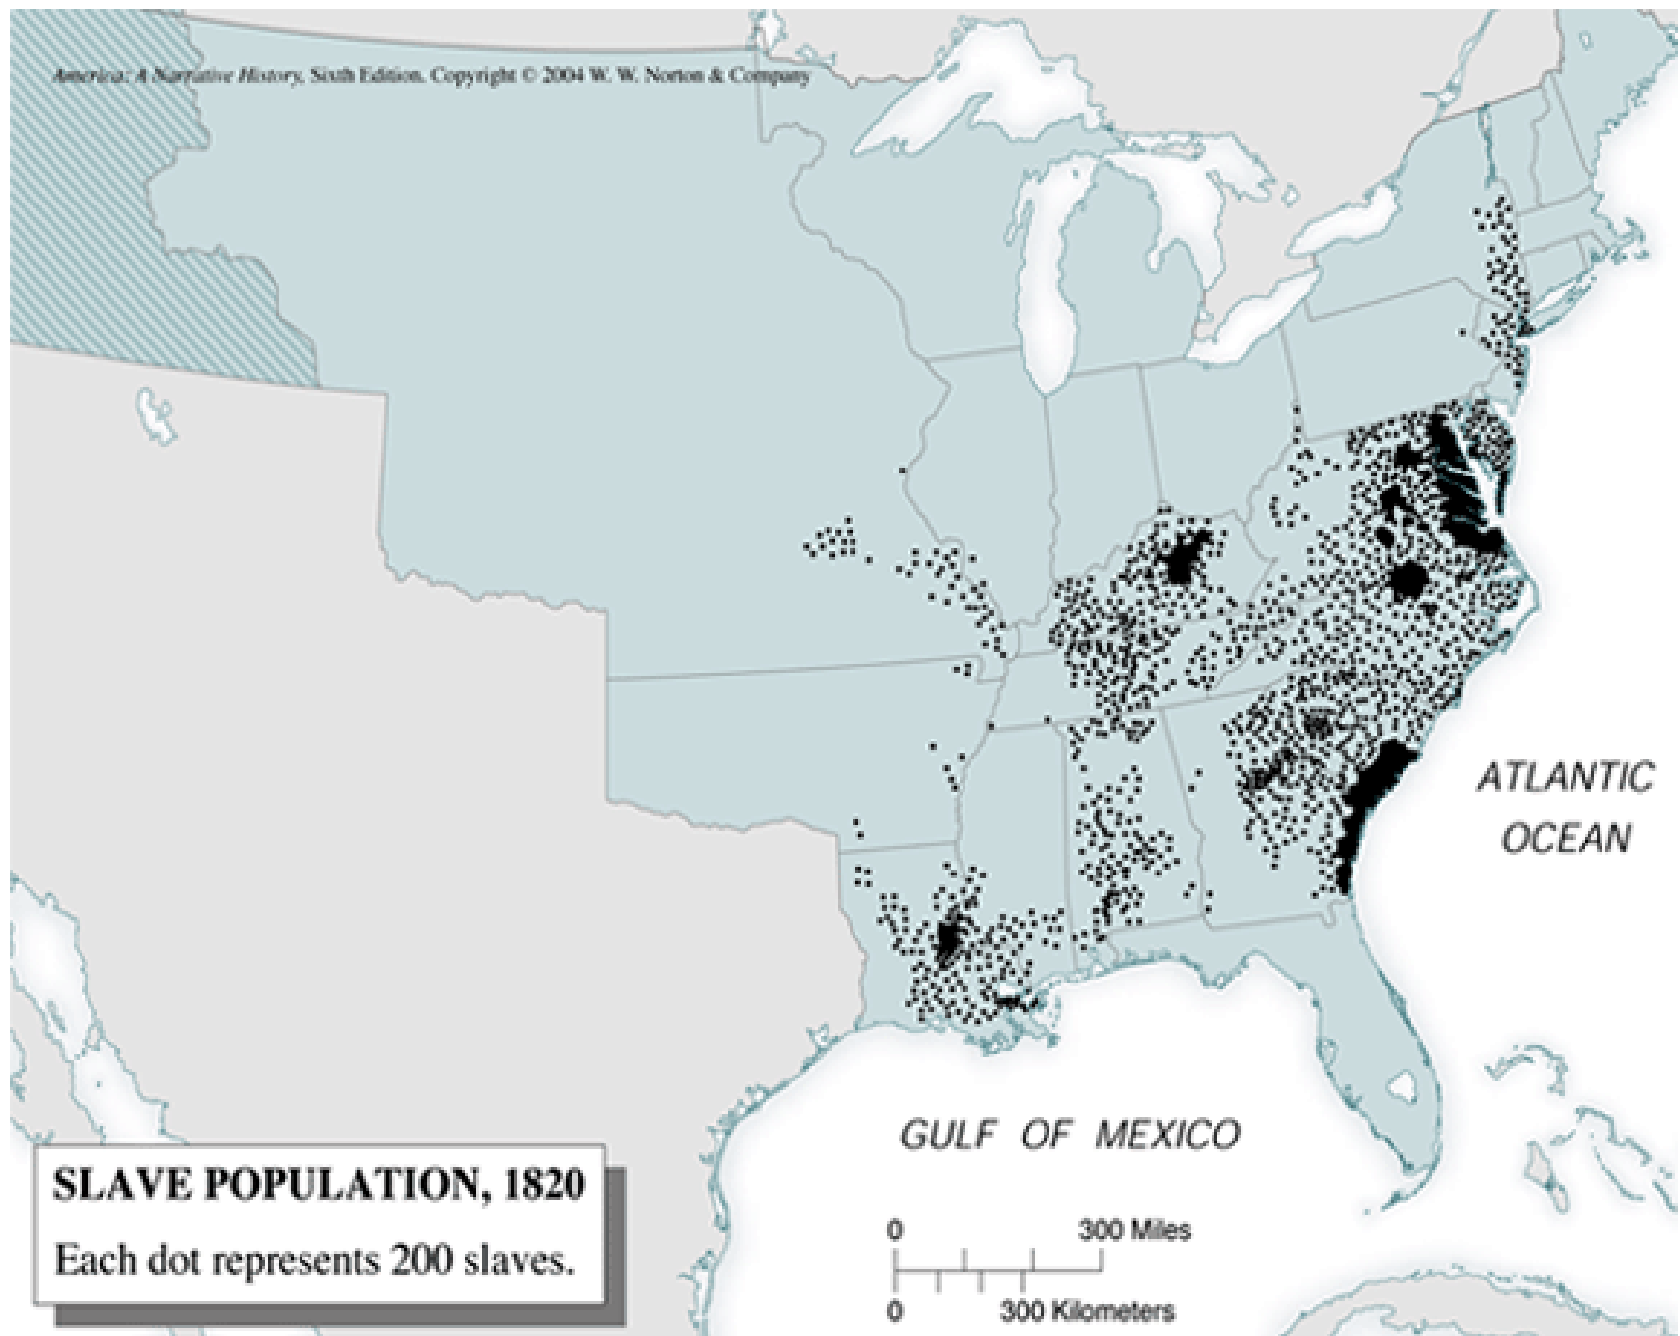 America: A Narrative History, Sixth Edition. Copyright © 2004 W. W. Norton & Company
ATLANTIC
OCEAN
GULF OF MEXICO
SLAVE POPULATION, 1820
Each dot represents 200 slaves.
0 300 Miles
0 300 Kilometers